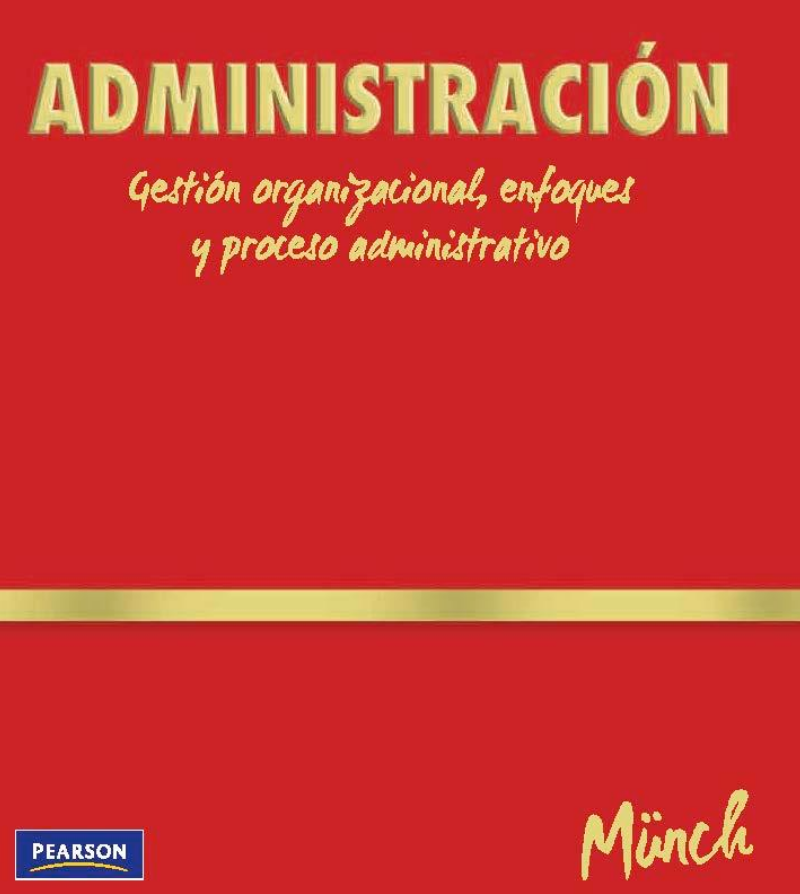 ADMINISTRACIÓN
Gestión organizacional, enfoques
y proceso administrativo
Münch
PEARSON